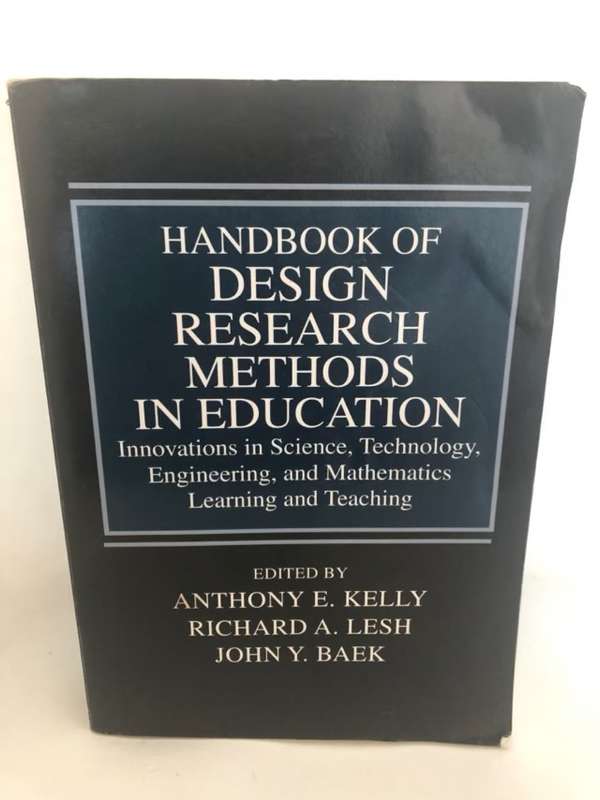 HANDBOOK OF
DESIGN
RESEARCH
METHODS
IN EDUCATION
Innovations in Science, Technology,
Engineering, and Mathematics
Learning and Teaching
EDITED BY
ANTHONY E. KELLY
RICHARD A. LESH
JOHN Y. BAEK